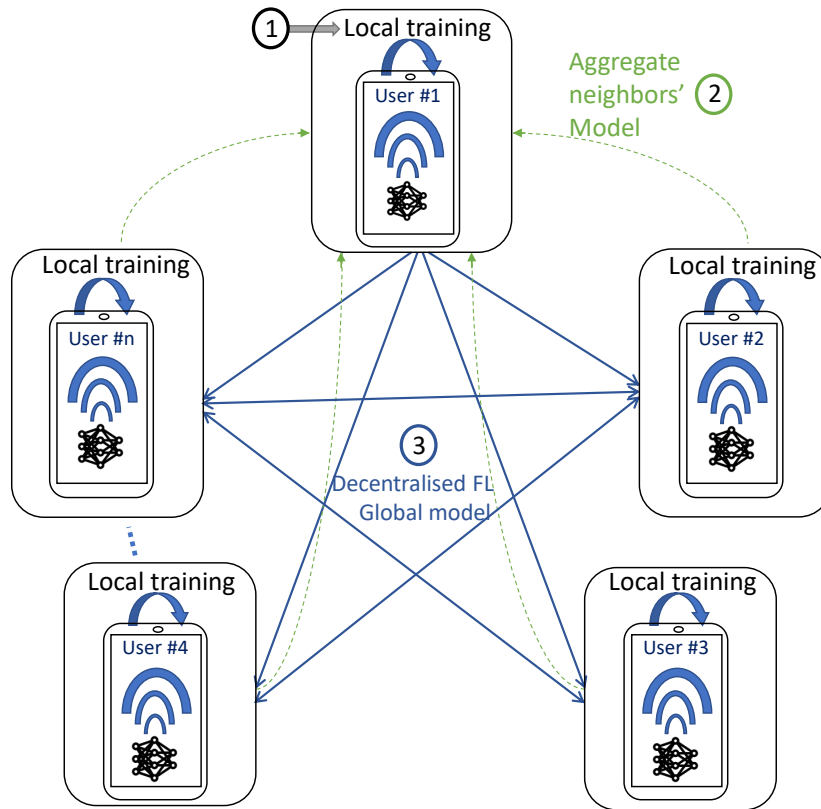 1
Local training
User #1
Aggregate
neighbors’
Model
2
Local training
User #n
Local training
User #2
3
Decentralised FL
Global model
Local training
User #4
Local training
User #3